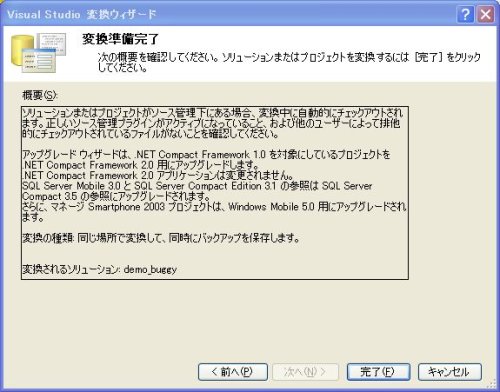 Visual Studio 変換ウィザード
変換準備完了
次の概要を確認してください。ソリューションまたはプロジェクトを変換するには [完了] をクリック
してください。
概要(S):
ソリューションまたはプロジェクトがソース管理下にある場合、変換中に自動的にチェックアウトされ
ます。正しいソース管理プラグインがアクティブになっていること、および他のユーザーによって排他
的にチェックアウトされているファイルがないことを確認してください。
アップグレード ウィザードは、.NET Compact Framework 1.0 を対象にしているプロジェクトを
.NET Compact Framework 2.0 用にアップグレードします。
.NET Compact Framework 2.0 アプリケーションは変更されません。
SQL Server Mobile 3.0 と SQL Server Compact Edition 3.1 の参照は SQL Server
Compact 3.5 の参照にアップグレードされます。
さらに、マネージ Smartphone 2003 プロジェクトは、Windows Mobile 5.0 用にアップグレードされ
ます。
変換の種類: 同じ場所で変換して、同時にバックアップを保存します。
変換されるソリューション: demo_buggy
< 前へ(P)
次へ(N) >
完了(F)
キャンセル